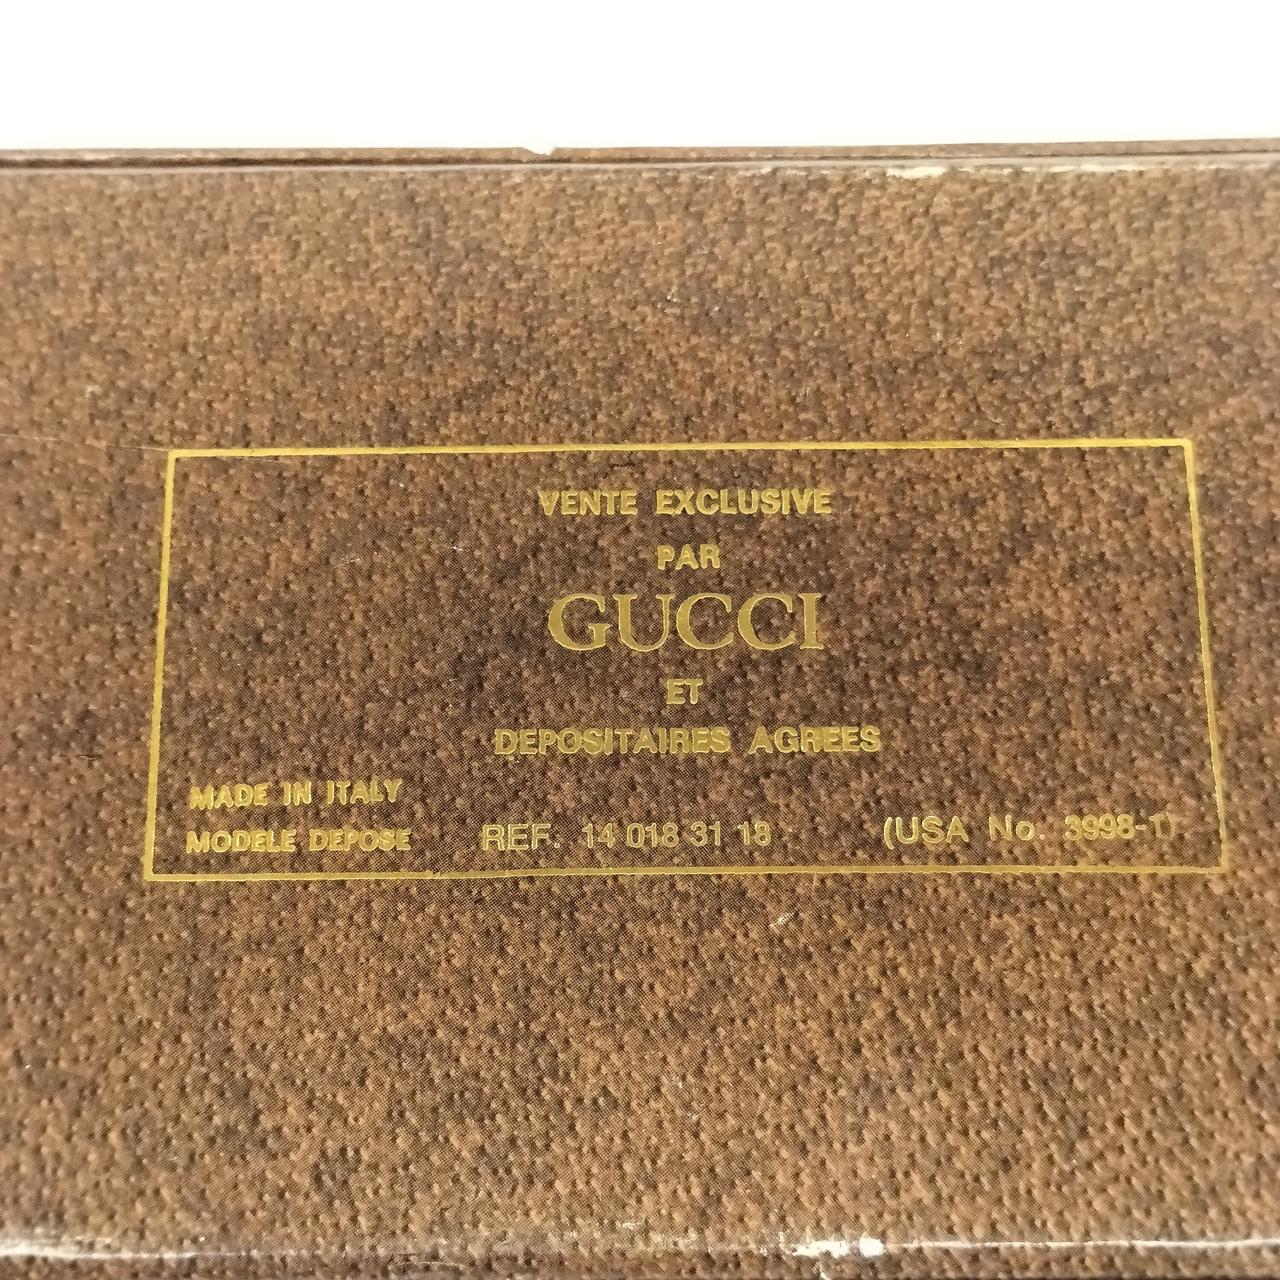 VENTE EXCLUSIVE
PAR
GUCCI
ET
DEPOSITAIRES AGREES
MADE IN ITALY
MODELE DEPOSE REF. 14 018 31 18 (USA No. 3998-1)